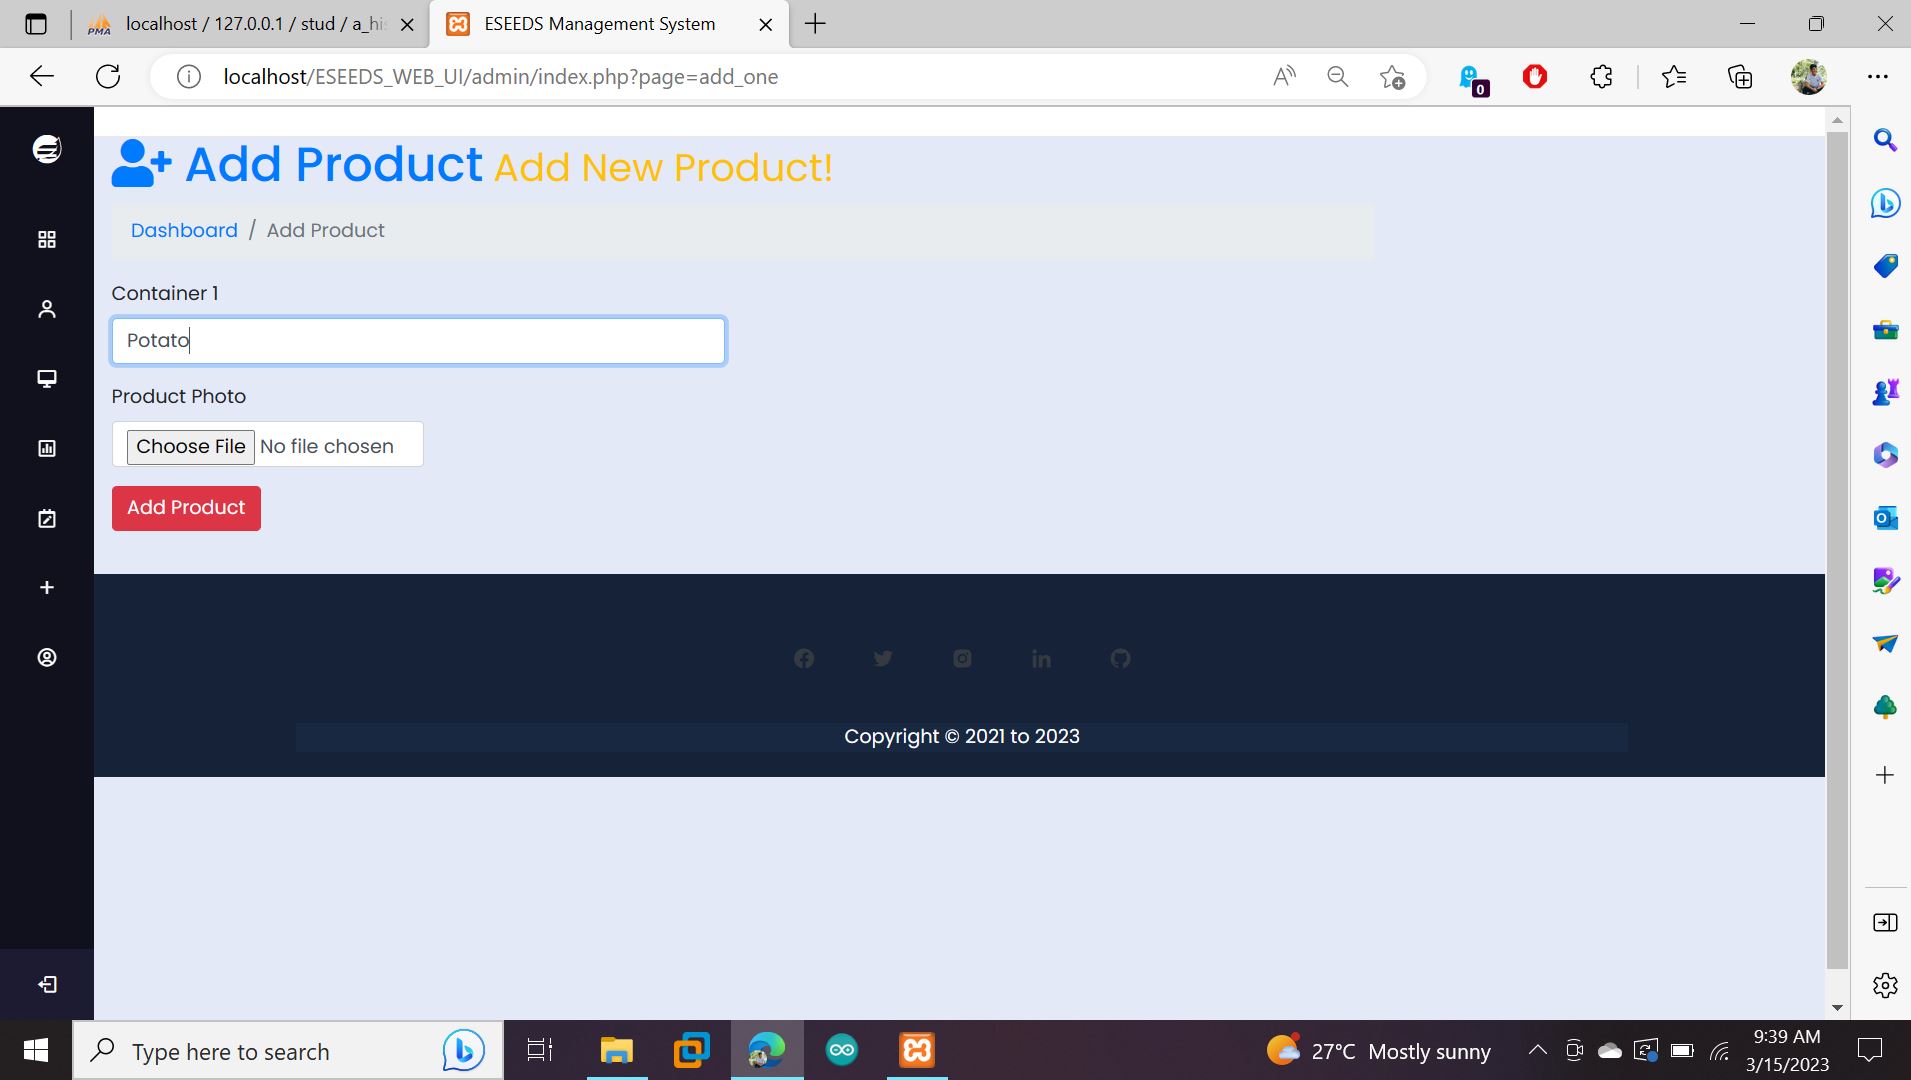 localhost / 127.0.0.1 / stud / a_his
ESEEDS Management System
localhost/ESEEDS_WEB_UI/admin/index.php?page=add_one
0
Add Product Add New Product!
Dashboard / Add Product
Container 1
Potato
Product Photo
Choose File No file chosen
Add Product
Copyright © 2021 to 2023
Type here to search
27°C Mostly sunny
9:39 AM
3/15/2023